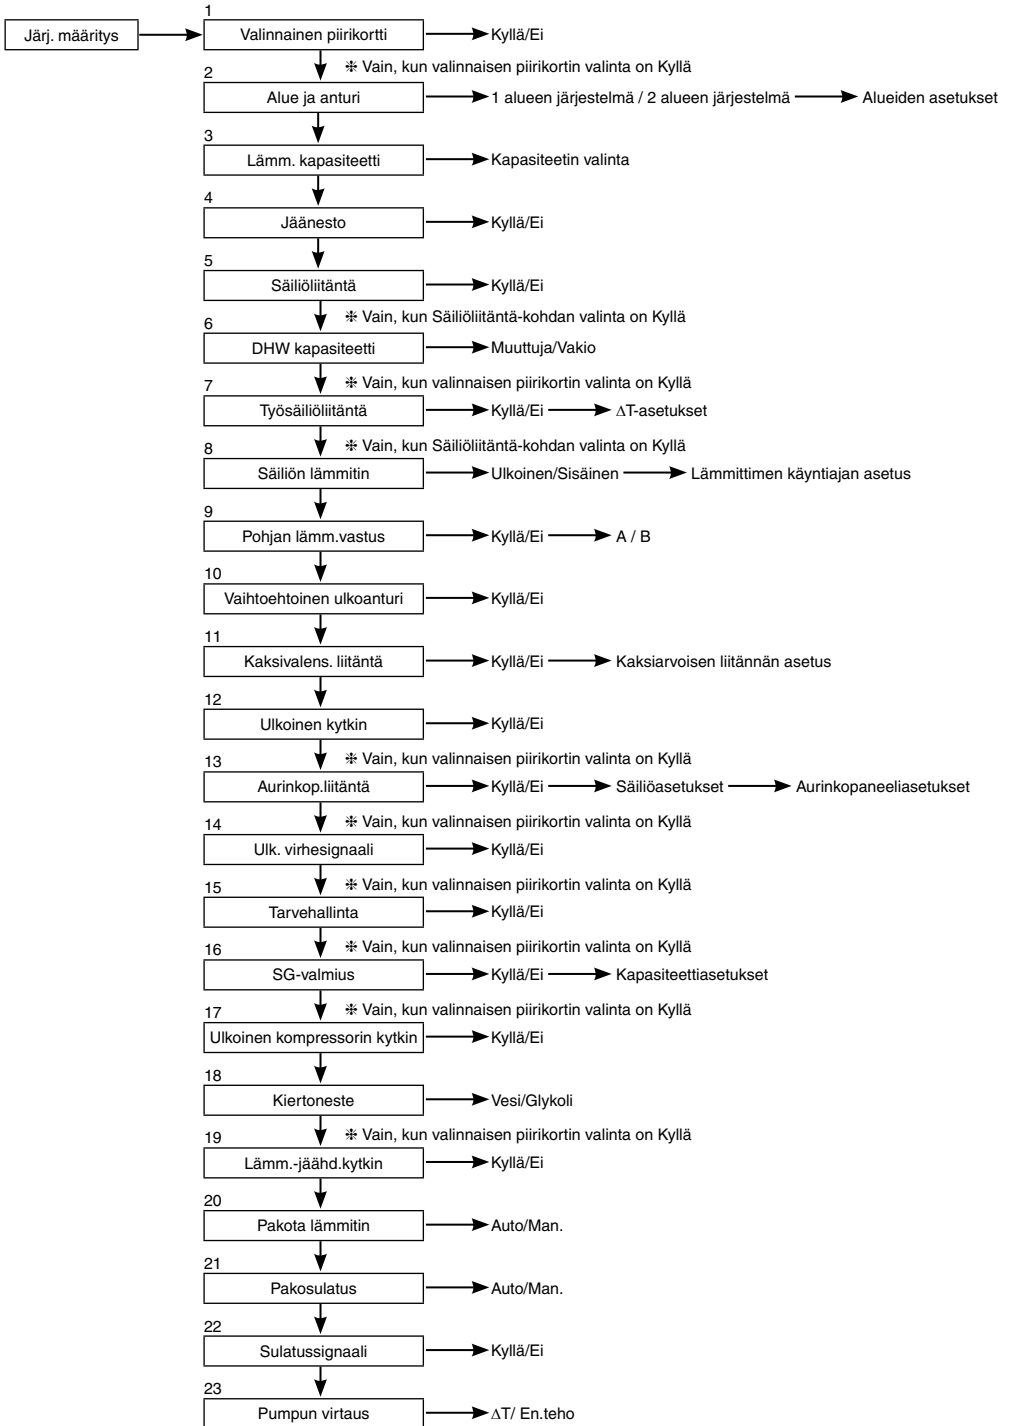 1
Järj. määritys Valinnainen piirikortti Kyllä/Ei
⁜ Vain, kun valinnaisen piirikortin valinta on Kyllä
2
Alue ja anturi 1 alueen järjestelmä / 2 alueen järjestelmä Alueiden asetukset
3
Lämm. kapasiteetti Kapasiteetin valinta
4
Jäänesto Kyllä/Ei
5
Säiliöliitäntä Kyllä/Ei
⁜ Vain, kun Säiliöliitäntä-kohdan valinta on Kyllä
6
DHW kapasiteetti Muuttuja/Vakio
⁜ Vain, kun valinnaisen piirikortin valinta on Kyllä
7
Työsäiliöliitäntä Kyllä/Ei ΔT-asetukset
⁜ Vain, kun Säiliöliitäntä-kohdan valinta on Kyllä
8
Säiliön lämmitin Ulkoinen/Sisäinen Lämmittimen käyntiajan asetus
9
Pohjan lämm.vastus Kyllä/Ei A / B
10
Vaihtoehtoinen ulkoanturi Kyllä/Ei
11
Kaksivalens. liitäntä Kyllä/Ei Kaksiarvoisen liitännän asetus
12
Ulkoinen kytkin Kyllä/Ei
⁜ Vain, kun valinnaisen piirikortin valinta on Kyllä
13
Aurinkop.liitäntä Kyllä/Ei Säiliöasetukset Aurinkopaneeliasetukset
⁜ Vain, kun valinnaisen piirikortin valinta on Kyllä
14
Ulk. virhesignaali Kyllä/Ei
⁜ Vain, kun valinnaisen piirikortin valinta on Kyllä
15
Tarvehallinta Kyllä/Ei
⁜ Vain, kun valinnaisen piirikortin valinta on Kyllä
16
SG-valmius Kyllä/Ei Kapasiteettiasetukset
⁜ Vain, kun valinnaisen piirikortin valinta on Kyllä
17
Ulkoinen kompressorin kytkin Kyllä/Ei
18
Kiertoneste Vesi/Glykoli
⁜ Vain, kun valinnaisen piirikortin valinta on Kyllä
19
Lämm.-jäähd.kytkin Kyllä/Ei
20
Pakota lämmitin Auto/Man.
21
Pakosulatus Auto/Man.
22
Sulatussignaali Kyllä/Ei
23
Pumpun virtaus ΔT/ En.teho